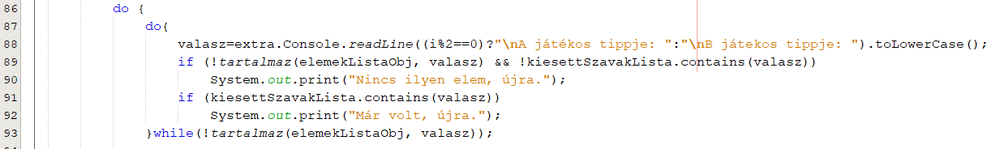 86 do {
87 do{
88 valasz=extra.Console.readLine((i%2==0)?"\nA játékos tippje: ":"\nB játekos tippje: ").toLowerCase();
89 if (!tartalmaz(elemekListaObj, valasz) && !kiesettSzavakLista.contains(valasz))
90 System.out.print("Nincs ilyen elem, újra.");
91 if (kiesettSzavakLista.contains(valasz))
92 System.out.print("Már volt, újra.");
93 }while(!tartalmaz(elemekListaObj, valasz));